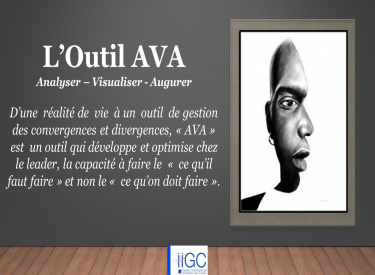 L'Outil AVA
Analyser – Visualiser - Augurer
D'une réalité de vie à un outil de gestion
des convergences et divergences, « AVA »
est un outil qui développe et optimise chez
le leader, la capacité à faire le « ce qu'il
faut faire » et non le « ce qu'on doit faire ».
iiGC